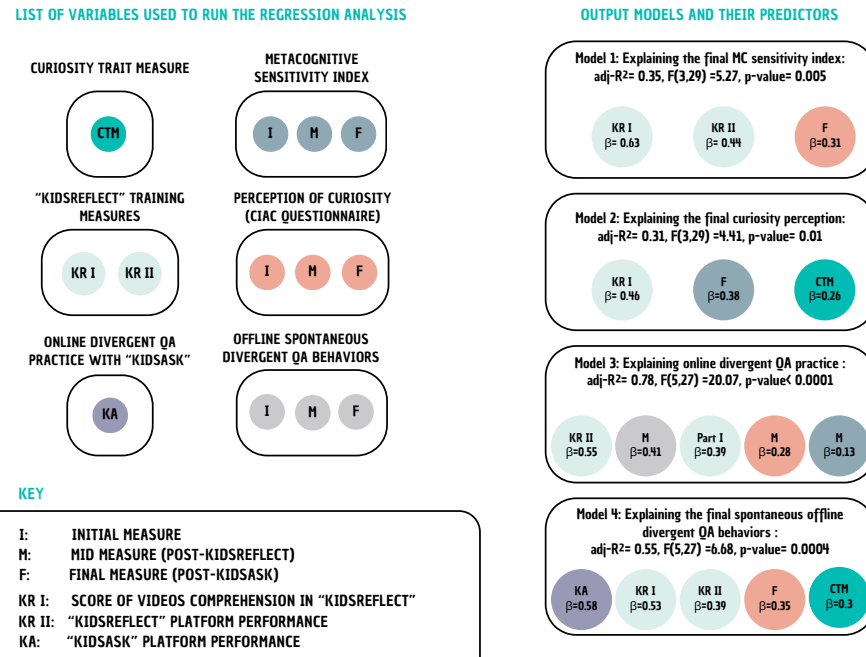 LIST OF VARIABLES USED TO RUN THE REGRESSION ANALYSIS
CURIOSITY TRAIT MEASURE
CTM
METACOGNITIVE
SENSITIVITY INDEX
I M F
"KIDSREFLECT" TRAINING
MEASURES
KR I KR II
PERCEPTION OF CURIOSITY
(CIAC QUESTIONNAIRE)
I M F
ONLINE DIVERGENT QA
PRACTICE WITH "KIDSASK"
KA
OFFLINE SPONTANEOUS
DIVERGENT QA BEHAVIORS
I M F
KEY
I: INITIAL MEASURE
M: MID MEASURE (POST-KIDSREFLECT)
F: FINAL MEASURE (POST-KIDSASK)
KR I: SCORE OF VIDEOS COMPREHENSION IN "KIDSREFLECT"
KR II: "KIDSREFLECT" PLATFORM PERFORMANCE
KA: "KIDSASK" PLATFORM PERFORMANCE
OUTPUT MODELS AND THEIR PREDICTORS
Model 1: Explaining the final MC sensitivity index:
adj-R2= 0.35, F(3,29) =5.27, p-value= 0.005
KR I
β= 0.63
KR II
β= 0.44
F
β=0.31
Model 2: Explaining the final curiosity perception:
adj-R2= 0.31, F(3,29) =4.41, p-value= 0.01
KR I
β= 0.46
F
β=0.38
CTM
β=0.26
Model 3: Explaining online divergent QA practice :
adj-R2= 0.78, F(5,27) =20.07, p-value< 0.0001
KR II
β=0.55
M
β=0.41
Part I
β=0.39
M
β=0.28
M
β=0.13
Model 4: Explaining the final spontaneous offline
divergent QA behaviors :
adj-R2= 0.55, F(5,27) =6.68, p-value= 0.0004
KA
β=0.58
KR I
β=0.53
KR II
β=0.39
F
β=0.35
CTM
β=0.3